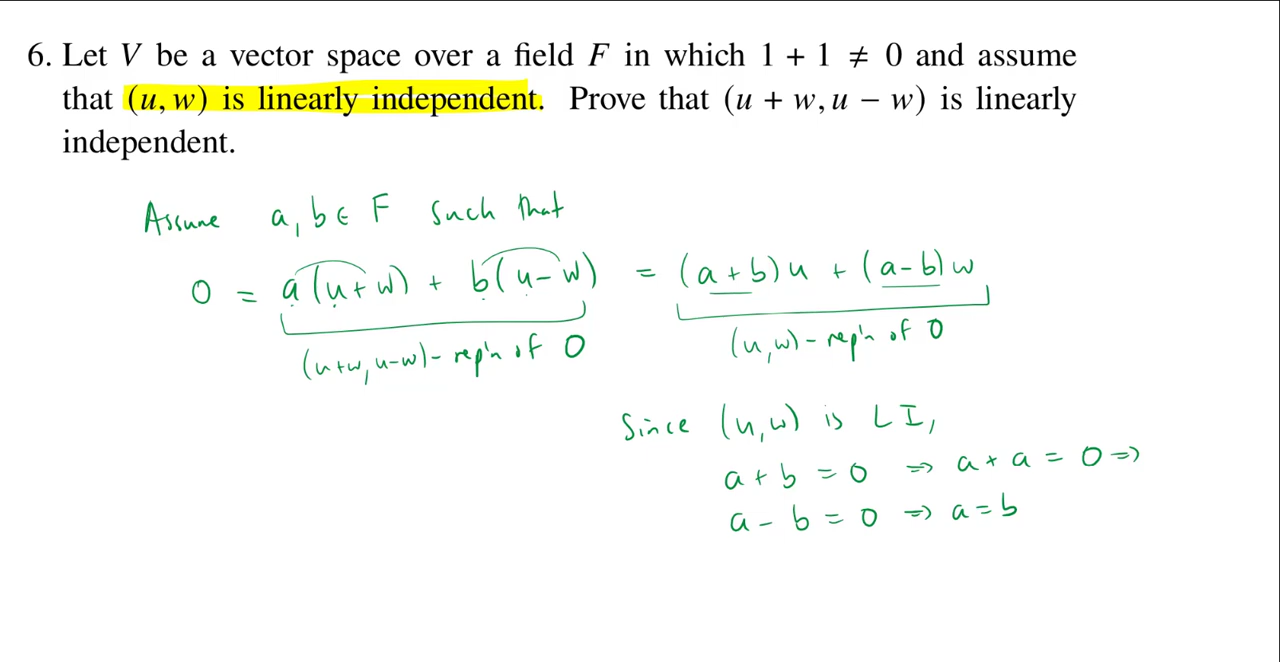 6. Let V be a vector space over a field F in which 1 + 1 ≠ 0 and assume
that (u, w) is linearly independent. Prove that (u + w, u − w) is linearly
independent.
Assume a, b ∈ F such that
0 = a(u+w) + b(u−w) = (a+b)u + (a−b)w
(u+w, u−w)-rep'n of 0
(u,w)-rep'n of 0
Since (u,w) is LI,
a + b = 0 ⇒ a + a = 0 ⇒
a − b = 0 ⇒ a = b